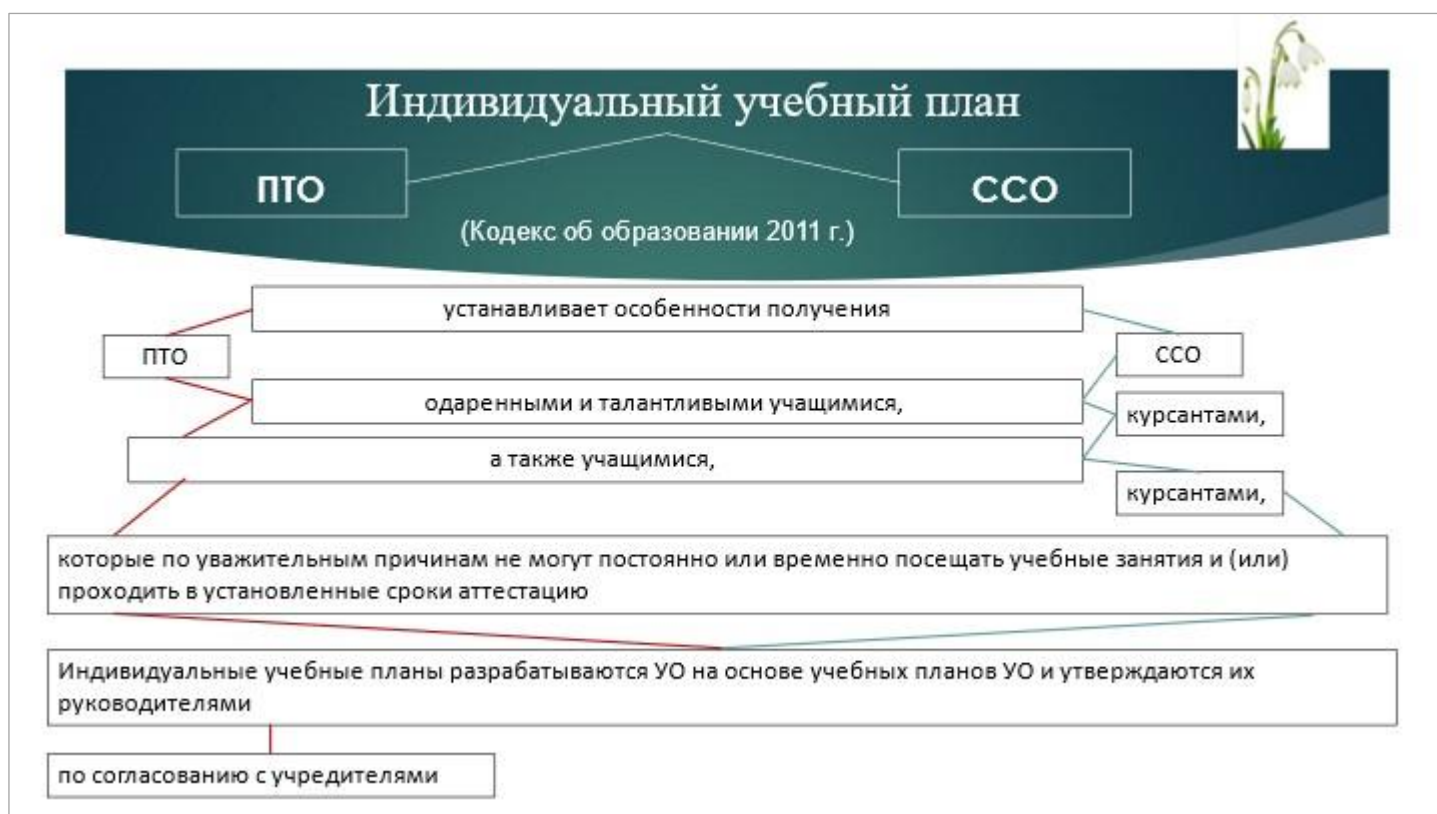 Индивидуальный учебный план
ПТО
ССО
(Кодекс об образовании 2011 г.)
устанавливает особенности получения
ПТО
ССО
одаренными и талантливыми учащимися,
курсантами,
а также учащимися,
курсантами,
которые по уважительным причинам не могут постоянно или временно посещать учебные занятия и (или)
проходить в установленные сроки аттестацию
Индивидуальные учебные планы разрабатываются УО на основе учебных планов УО и утверждаются их
руководителями
по согласованию с учредителями